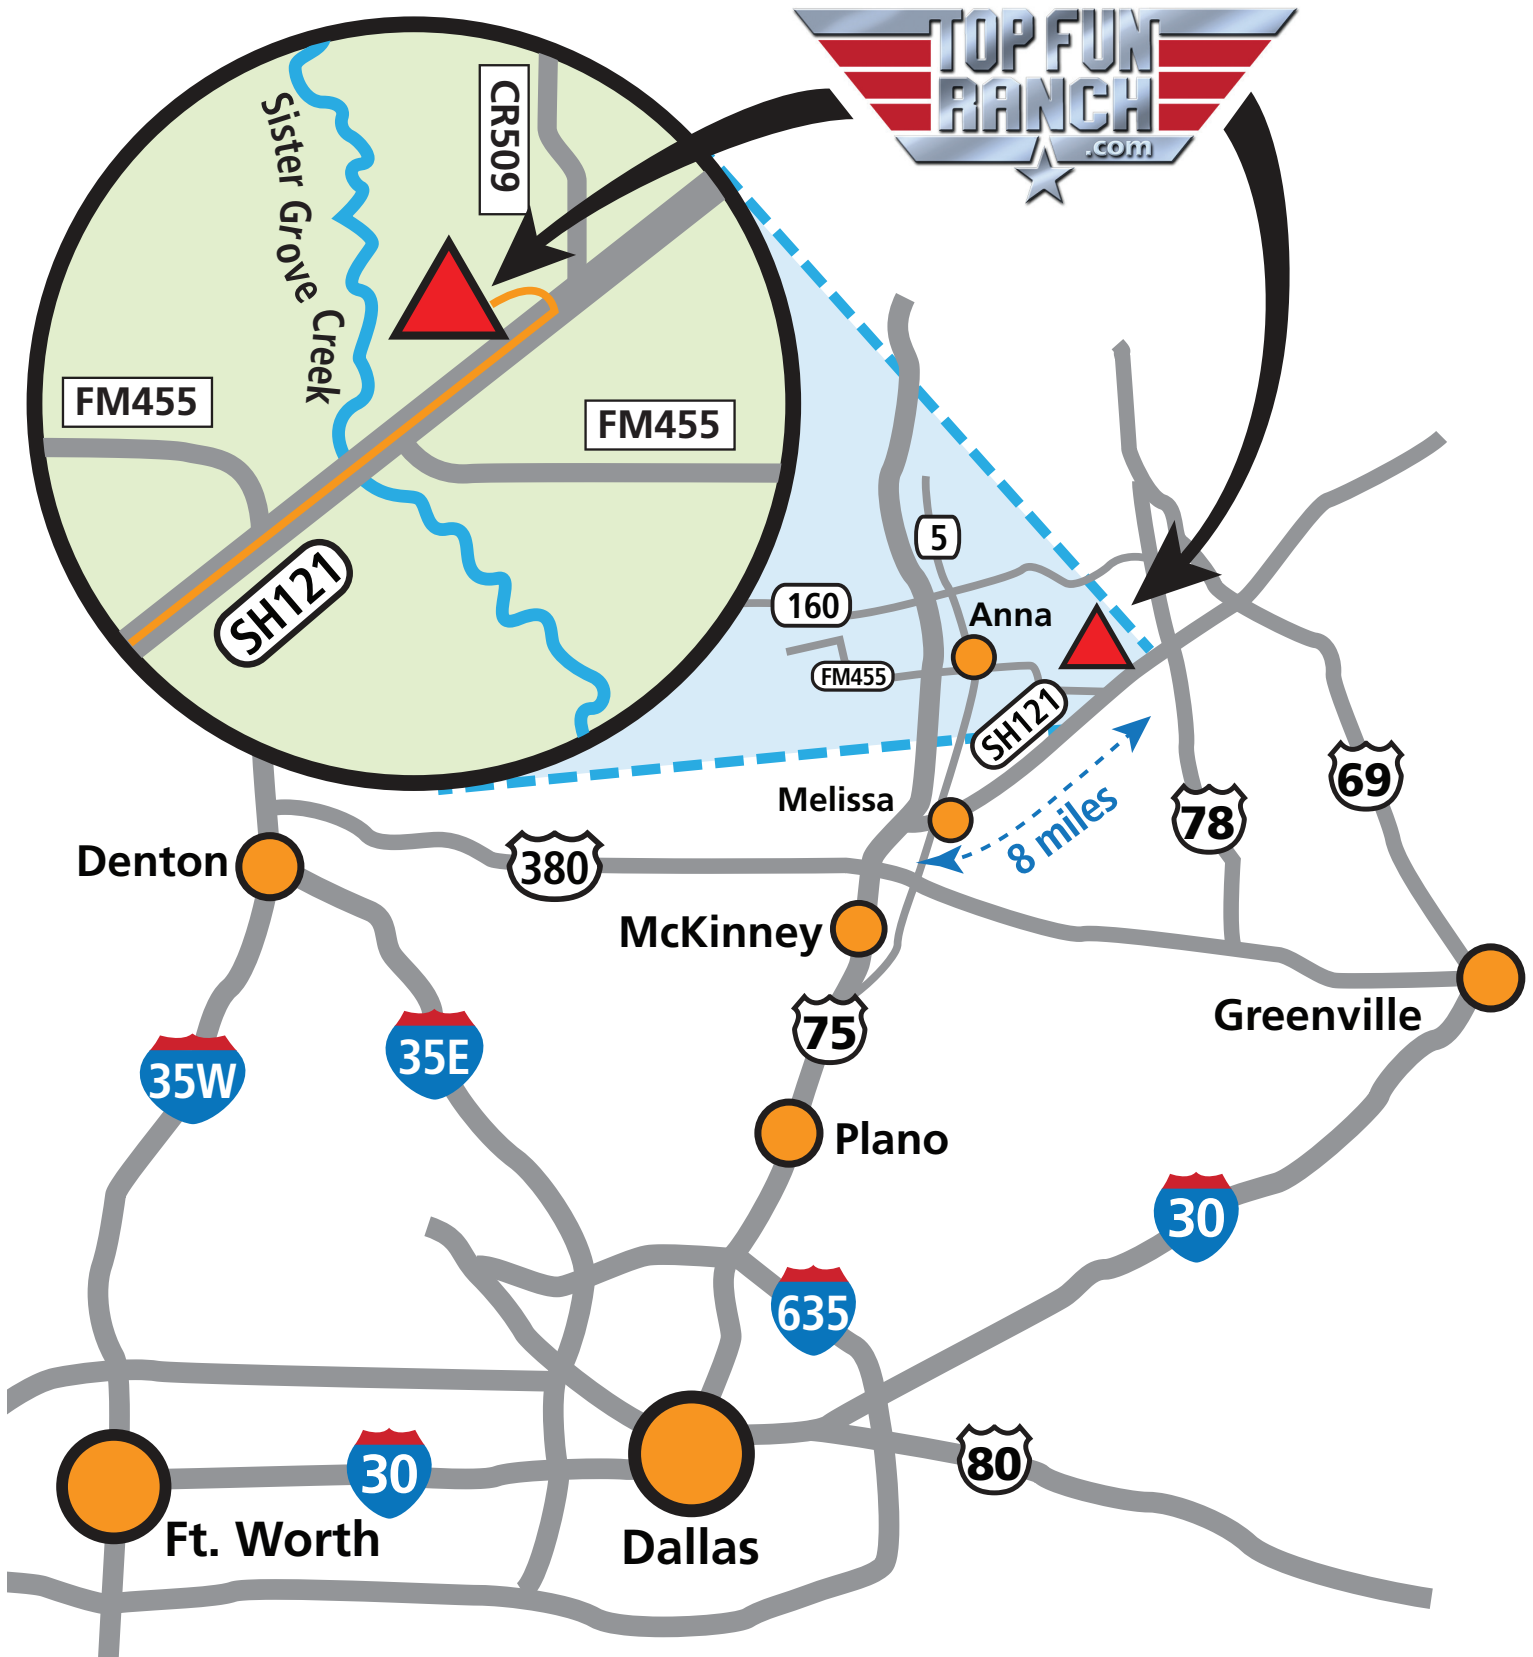 TOP FUN
RANCH
.com
CR509
Sister Grove Creek
FM455
FM455
SH121
5
160
Anna
FM455
SH121
Melissa
8 miles
69
78
Denton
380
McKinney
75
Greenville
35W
35E
Plano
30
635
30
80
Ft. Worth
Dallas